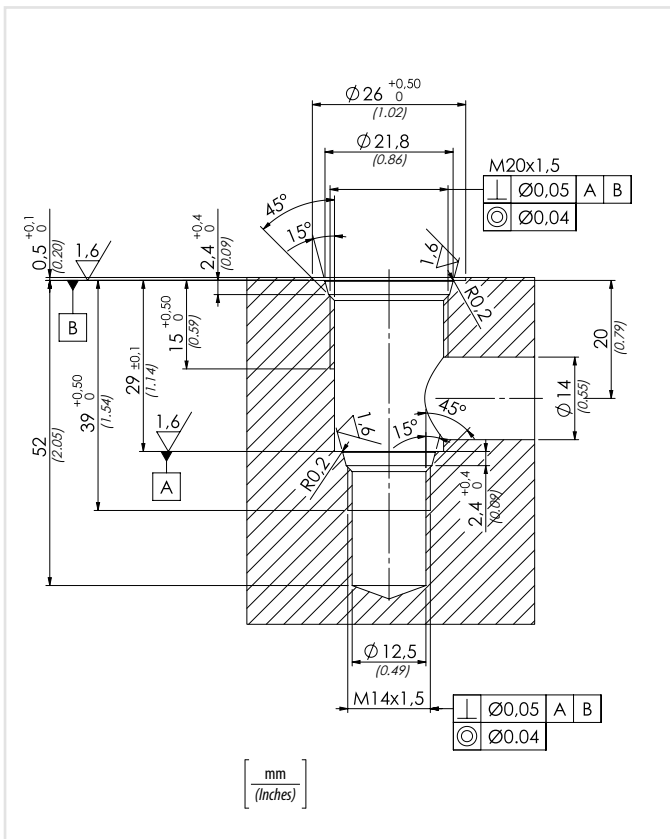 Ø26 +0,50 0
(1.02)
Ø21,8
(0.86)
M20x1,5
⊥ Ø0,05 A B
◎ Ø0,04
45°
15°
2,4 +0,4 0
(0.09)
0,5 +0,1 0
(0.20)
1,6
1,6
R0,2
B
15 +0,50 0
(0.59)
29 ±0,1
(1.14)
39 +0,50 0
(1.54)
52
(2.05)
20
(0.79)
Ø14
(0.55)
1,6
A
1,6
15°
45°
R0,2
2,4 +0,4 0
(0.09)
Ø12,5
(0.49)
M14x1,5
⊥ Ø0,05 A B
◎ Ø0.04
mm
(Inches)